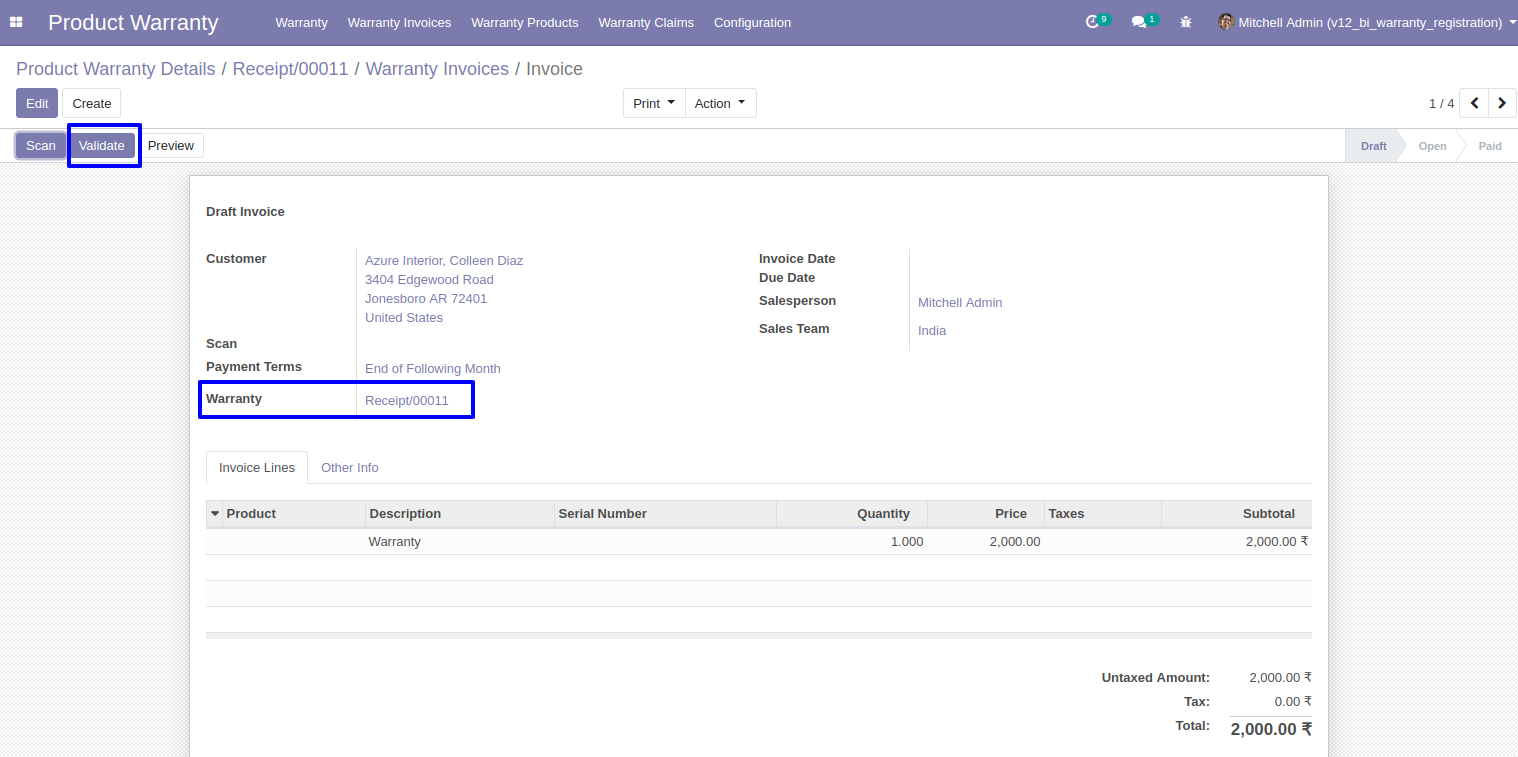 Product Warranty Warranty Warranty Invoices Warranty Products Warranty Claims Configuration 9 1 Mitchell Admin (v12_bi_warranty_registration)
Product Warranty Details / Receipt/00011 / Warranty Invoices / Invoice
Edit Create Print Action 1 / 4
Scan Validate Preview Draft Open Paid
Draft Invoice
Customer Azure Interior, Colleen Diaz Invoice Date
3404 Edgewood Road Due Date
Jonesboro AR 72401 Salesperson Mitchell Admin
United States Sales Team India
Scan
Payment Terms End of Following Month
Warranty Receipt/00011
Invoice Lines Other Info
Product Description Serial Number Quantity Price Taxes Subtotal
Warranty 1.000 2,000.00 2,000.00 ₹
Untaxed Amount: 2,000.00 ₹
Tax: 0.00 ₹
Total: 2,000.00 ₹